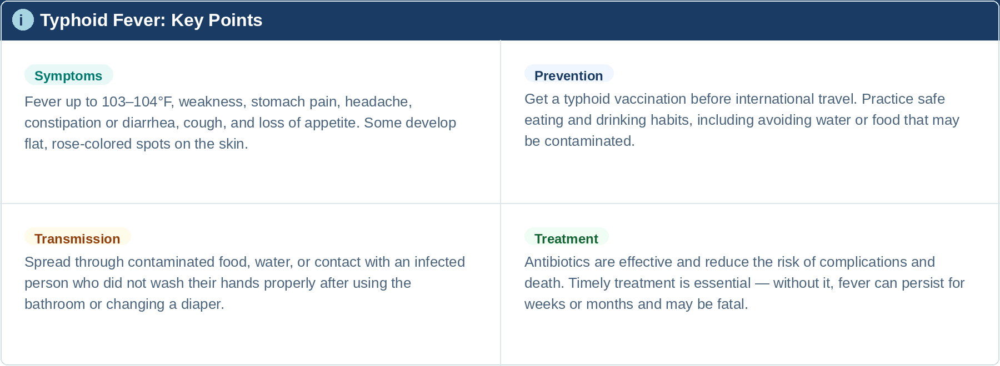 i Typhoid Fever: Key Points
Symptoms
Fever up to 103–104°F, weakness, stomach pain, headache,
constipation or diarrhea, cough, and loss of appetite. Some develop
flat, rose-colored spots on the skin.
Prevention
Get a typhoid vaccination before international travel. Practice safe
eating and drinking habits, including avoiding water or food that may
be contaminated.
Transmission
Spread through contaminated food, water, or contact with an infected
person who did not wash their hands properly after using the
bathroom or changing a diaper.
Treatment
Antibiotics are effective and reduce the risk of complications and
death. Timely treatment is essential — without it, fever can persist for
weeks or months and may be fatal.